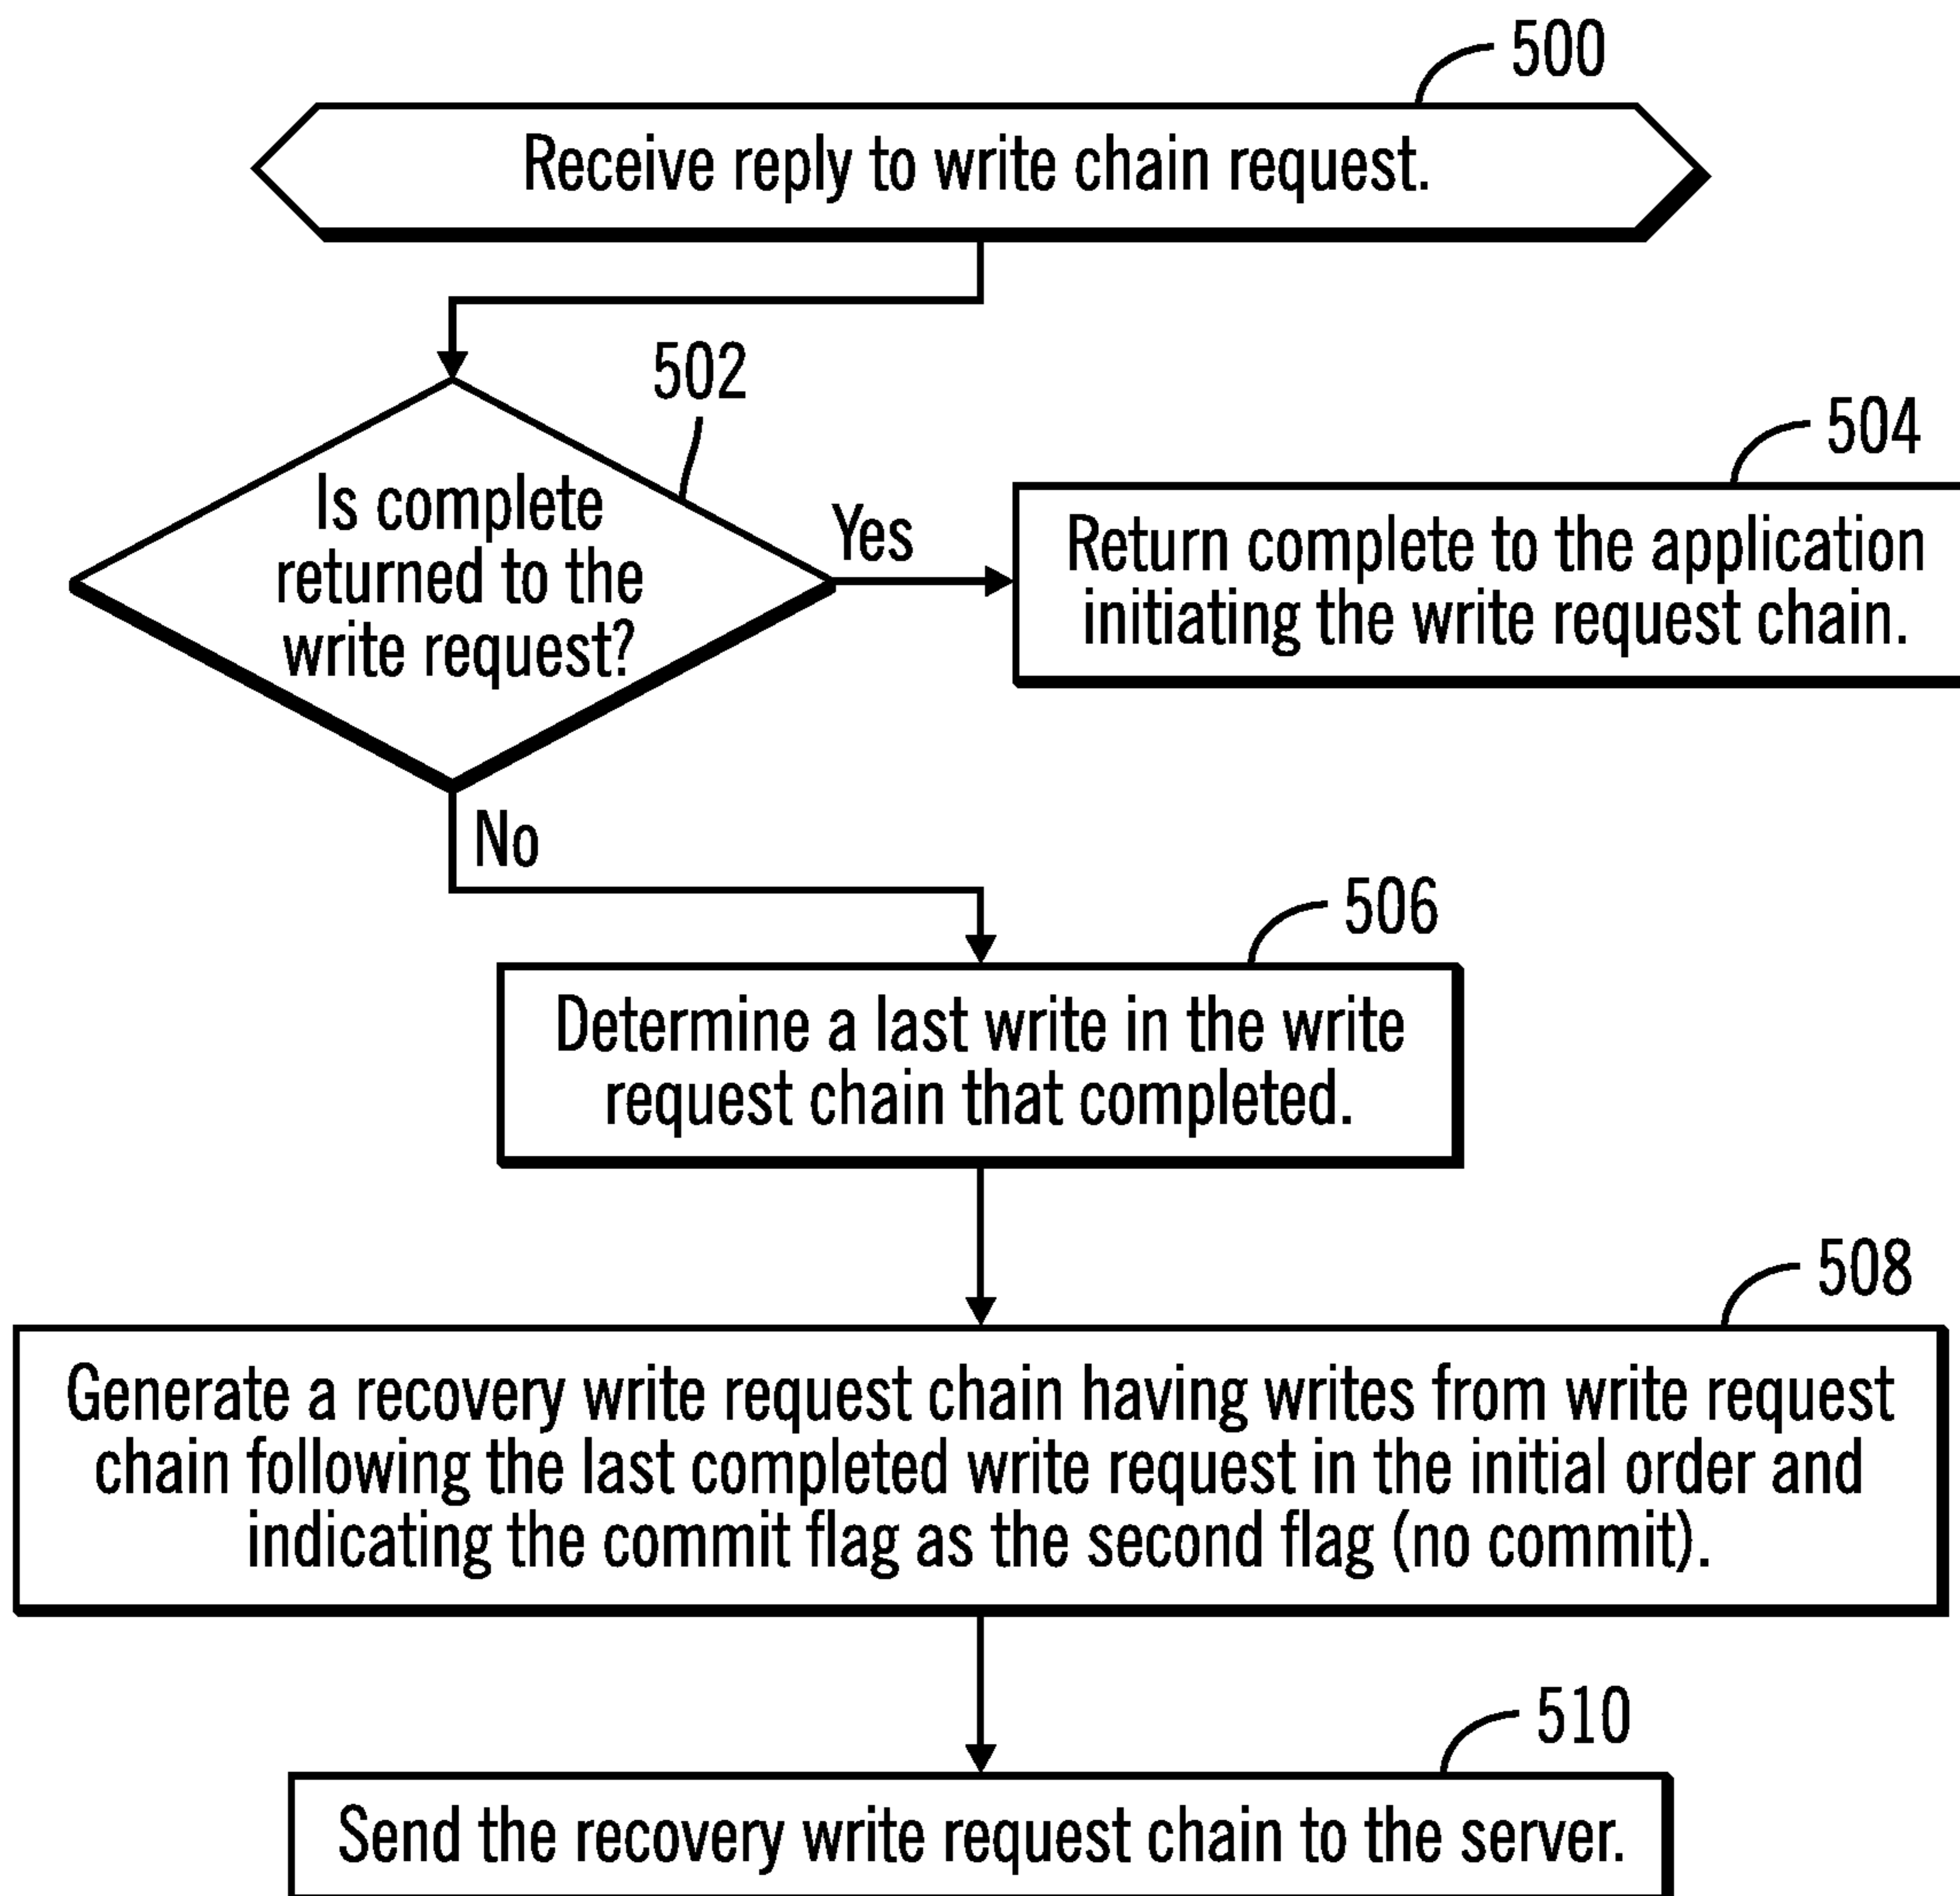 500
Receive reply to write chain request.
502
Is complete
returned to the
write request?
Yes
504
Return complete to the application
initiating the write request chain.
No
506
Determine a last write in the write
request chain that completed.
508
Generate a recovery write request chain having writes from write request
chain following the last completed write request in the initial order and
indicating the commit flag as the second flag (no commit).
510
Send the recovery write request chain to the server.